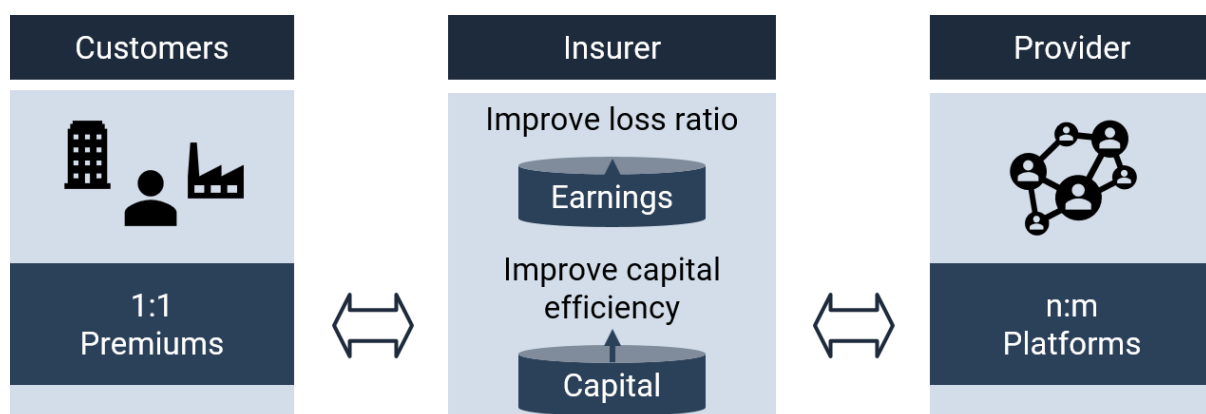 Customers
1:1
Premiums
Insurer
Improve loss ratio
Earnings
Improve capital
efficiency
Capital
Provider
n:m
Platforms